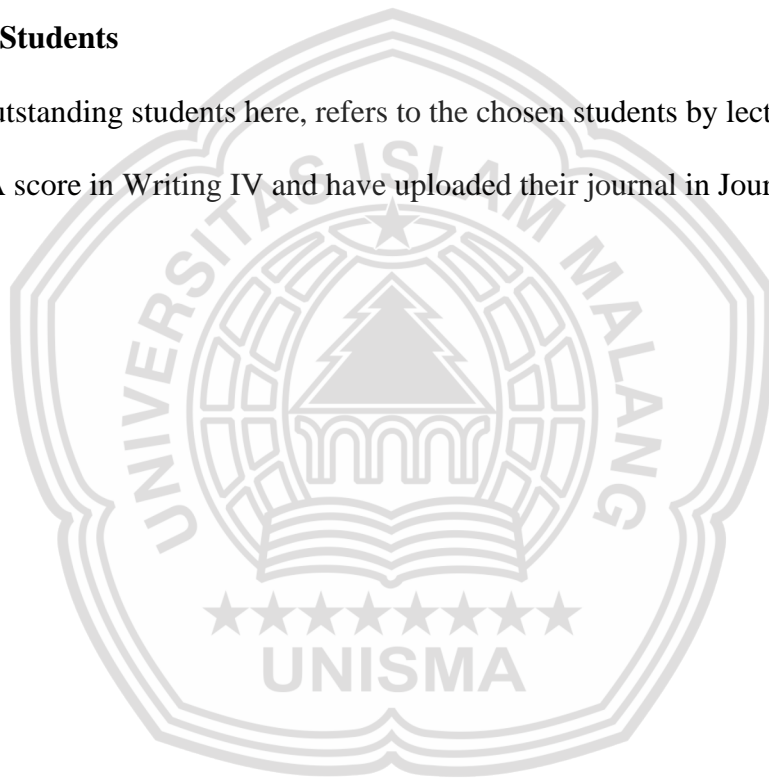 Students
utstanding students here, refers to the chosen students by lect
A score in Writing IV and have uploaded their journal in Jour
UNIVERSITAS ISLAM MALANG
UNISMA